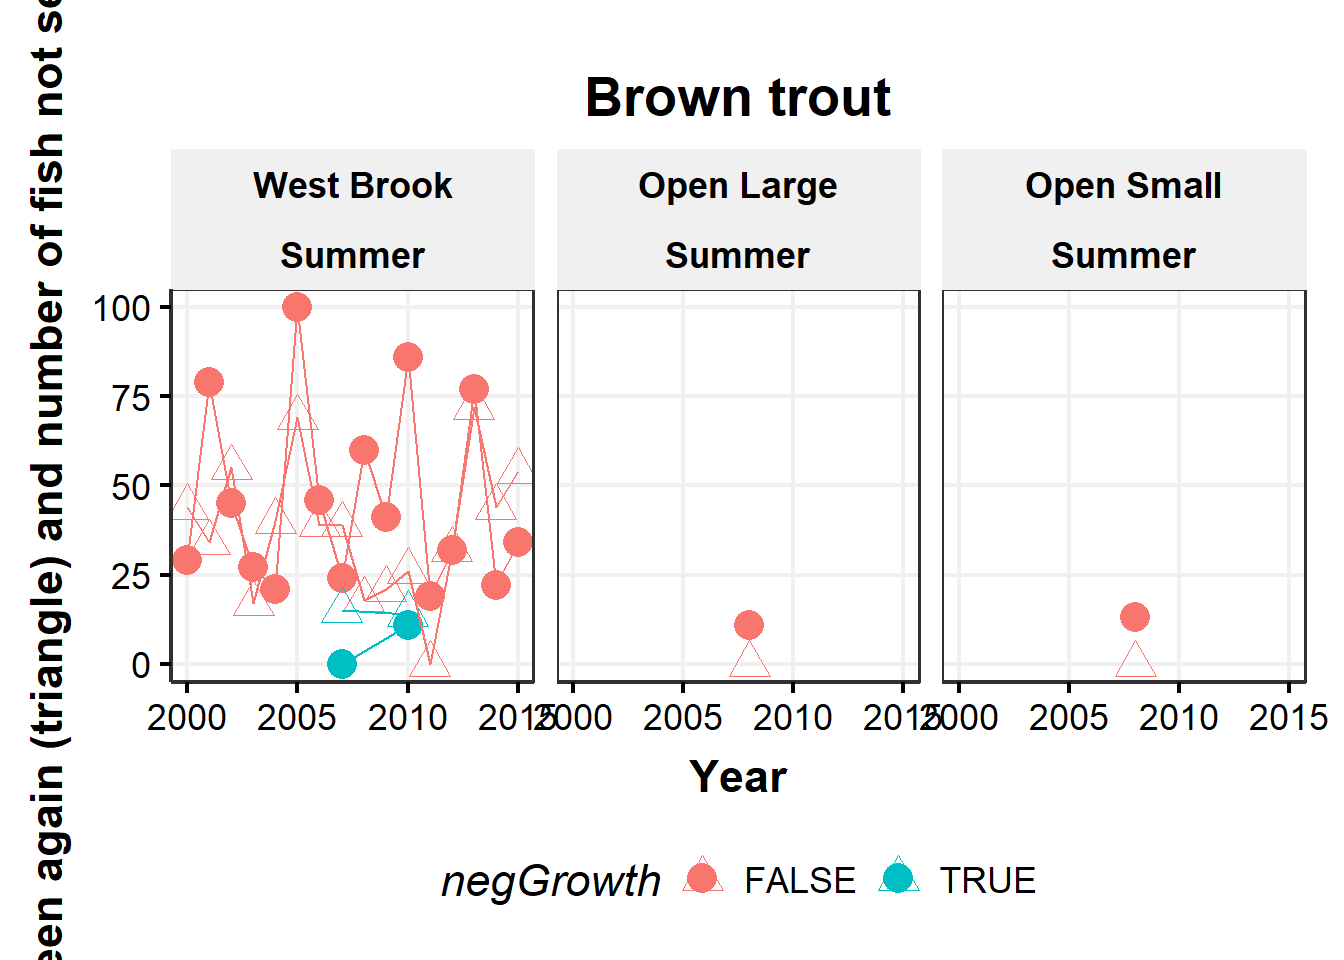 Brown trout
West Brook
Open Large
Open Small
Summer
Summer
Summer
again (triangle) and number of fish not
100
75
50
25
0
2000 2005 2010 2015
2000 2005 2010 2015
2000 2005 2010 2015
Year
negGrowth FALSE TRUE